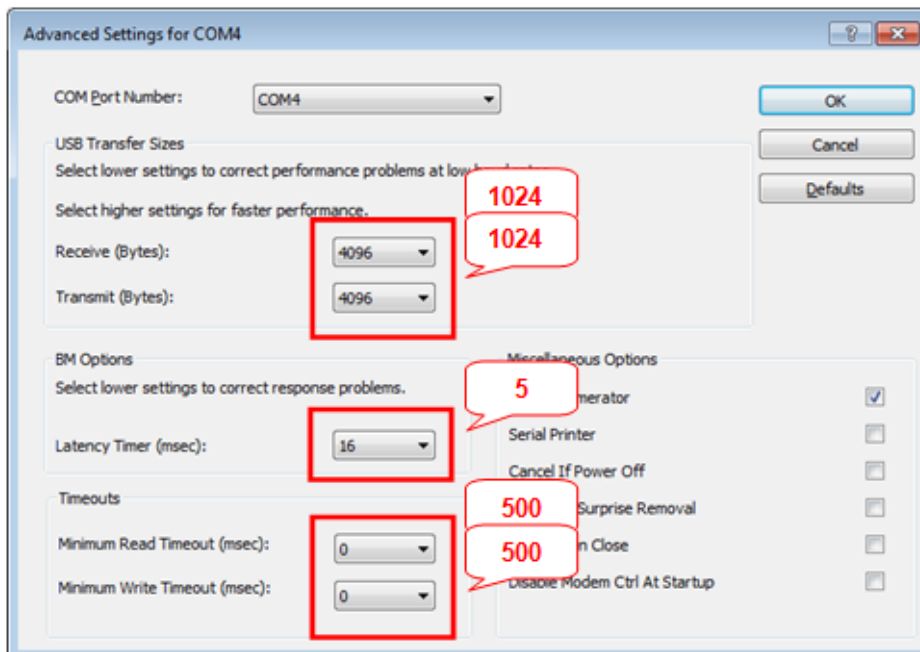 Advanced Settings for COM4
COM Port Number:
COM4
OK
USB Transfer Sizes
Cancel
Select lower settings to correct performance problems at low
Defaults
1024
Select higher settings for faster performance.
1024
Receive (Bytes):
4096
Transmit (Bytes):
4096
BM Options
Miscellaneous Options
Select lower settings to correct response problems.
5
Latency Timer (msec):
16
Serial Printer
Cancel If Power Off
Timeouts
500
Surprise Removal
Minimum Read Timeout (msec):
0
500
Close
Minimum Write Timeout (msec):
0
Disable Modem Ctrl At Startup